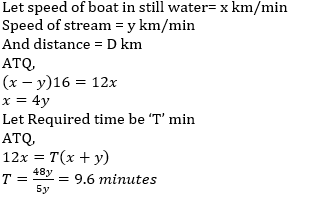 Let speed of boat in still water= x km/min
Speed of stream = y km/min
And distance = D km
ATQ,
(x − y)16 = 12x
x = 4y
Let Required time be 'T' min
ATQ,
12x = T(x + y)
T = 48y/5y = 9.6 minutes